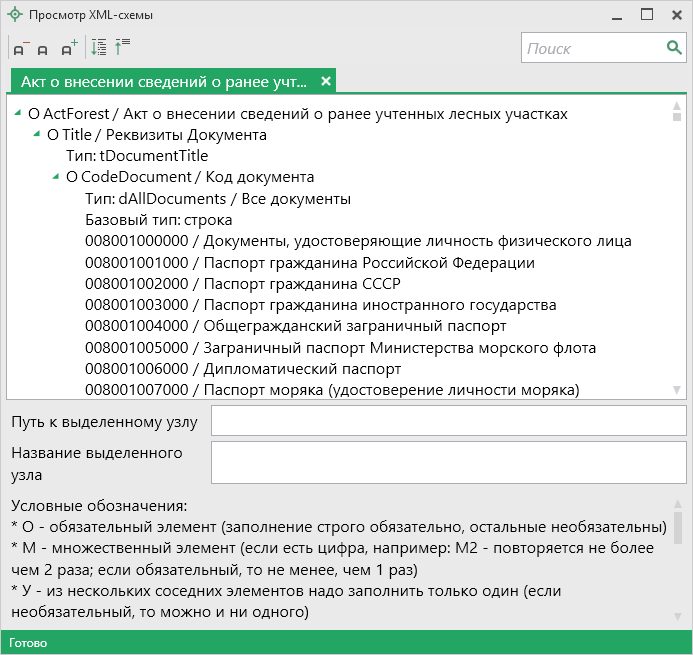 Просмотр XML-схемы
Поиск
Акт о внесении сведений о ранее учт...
О ActForest / Акт о внесении сведений о ранее учтенных лесных участках
О Title / Реквизиты Документа
Тип: tDocumentTitle
О CodeDocument / Код документа
Тип: dAllDocuments / Все документы
Базовый тип: строка
008001000000 / Документы, удостоверяющие личность физического лица
008001001000 / Паспорт гражданина Российской Федерации
008001002000 / Паспорт гражданина СССР
008001003000 / Паспорт гражданина иностранного государства
008001004000 / Общегражданский заграничный паспорт
008001005000 / Заграничный паспорт Министерства морского флота
008001006000 / Дипломатический паспорт
008001007000 / Паспорт моряка (удостоверение личности моряка)
Путь к выделенному узлу
Название выделенного
узла
Условные обозначения:
* О - обязательный элемент (заполнение строго обязательно, остальные необязательны)
* М - множественный элемент (если есть цифра, например: М2 - повторяется не более
чем 2 раза; если обязательный, то не менее, чем 1 раз)
* У - из нескольких соседних элементов надо заполнить только один (если
необязательный, то можно и ни одного)
Готово